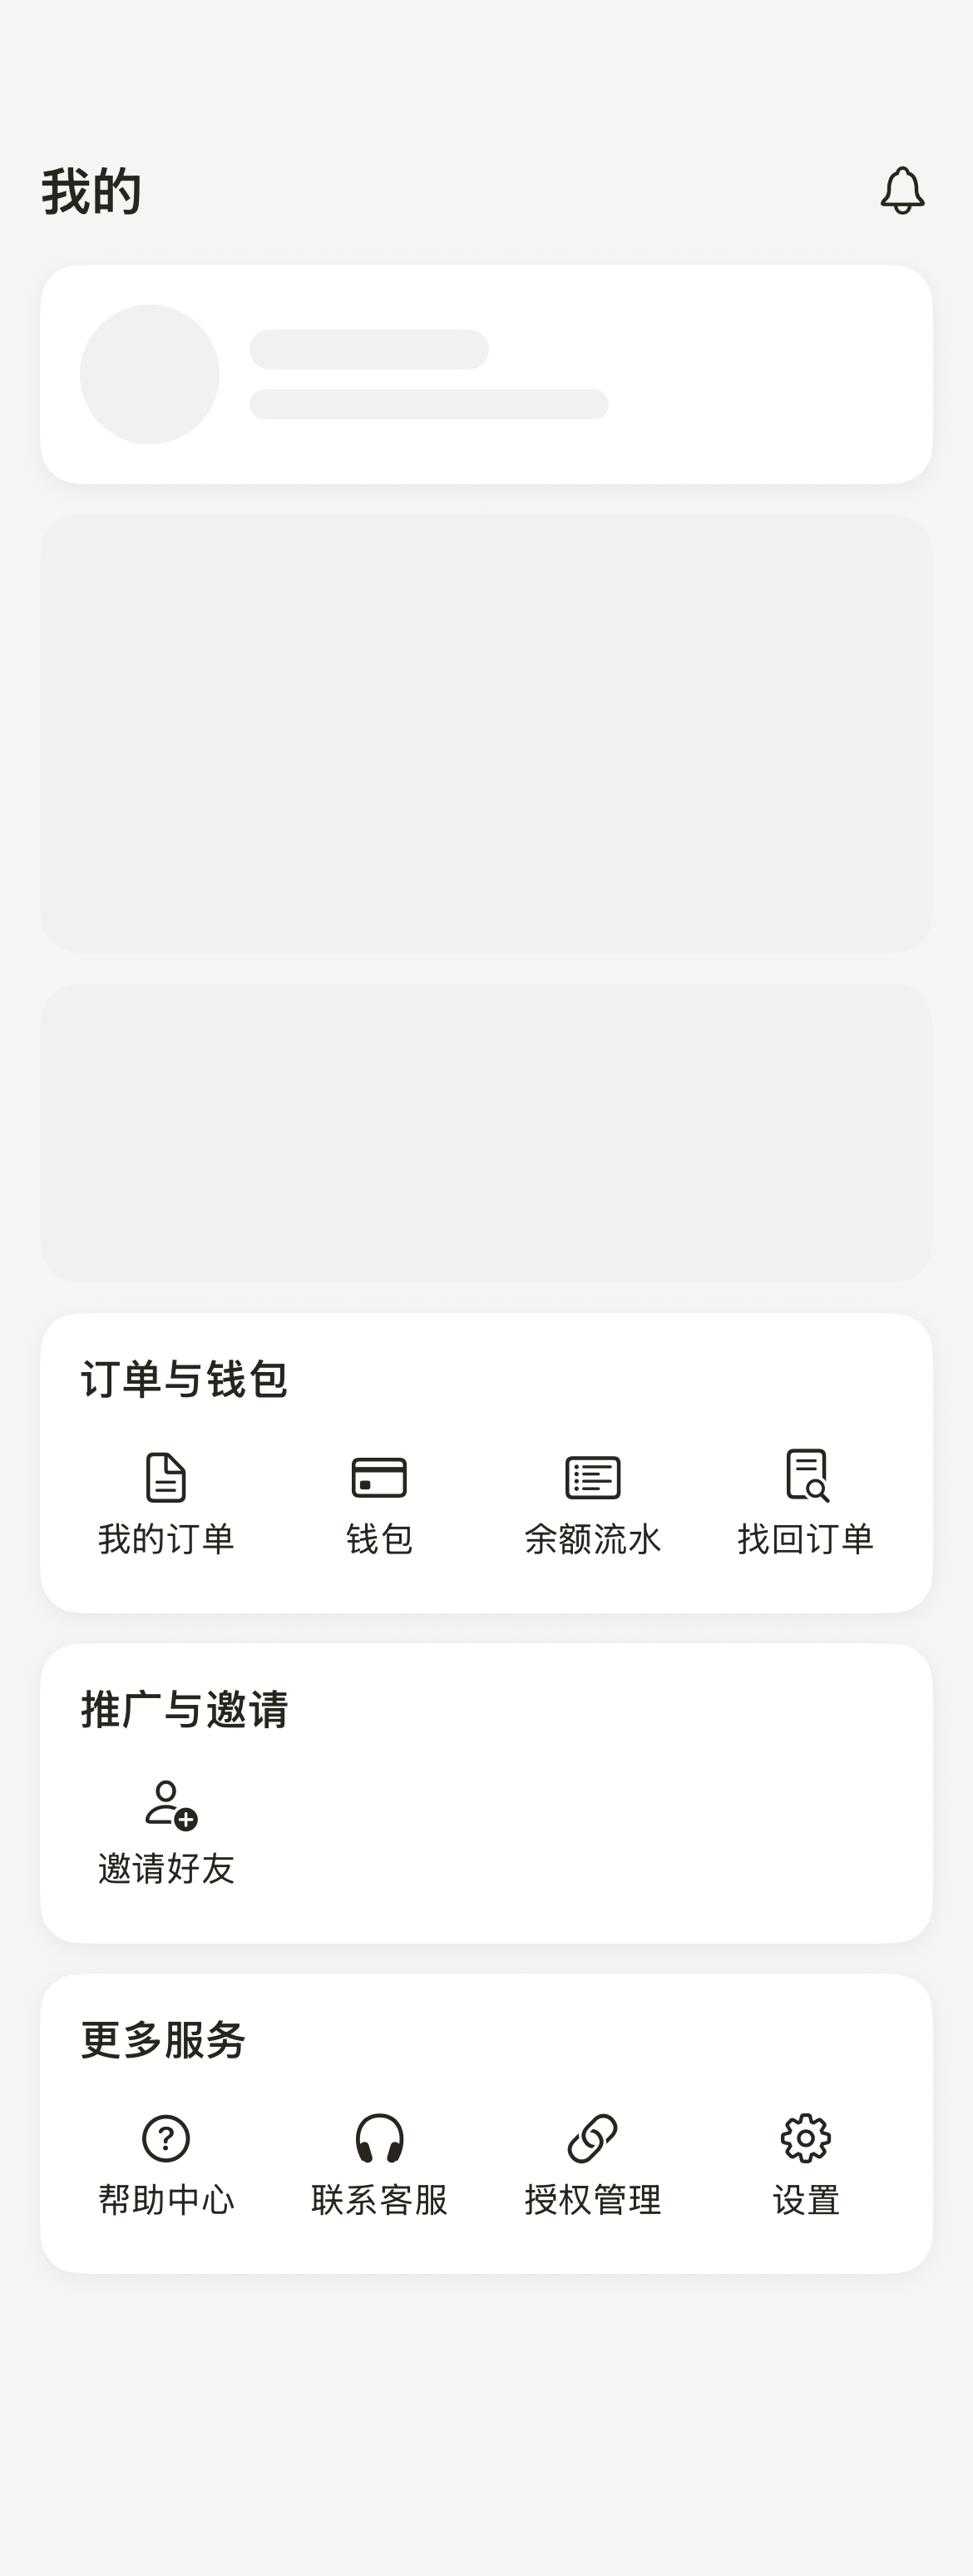 我的
订单与钱包
我的订单 钱包 余额流水 找回订单
推广与邀请
邀请好友
更多服务
帮助中心 联系客服 授权管理 设置